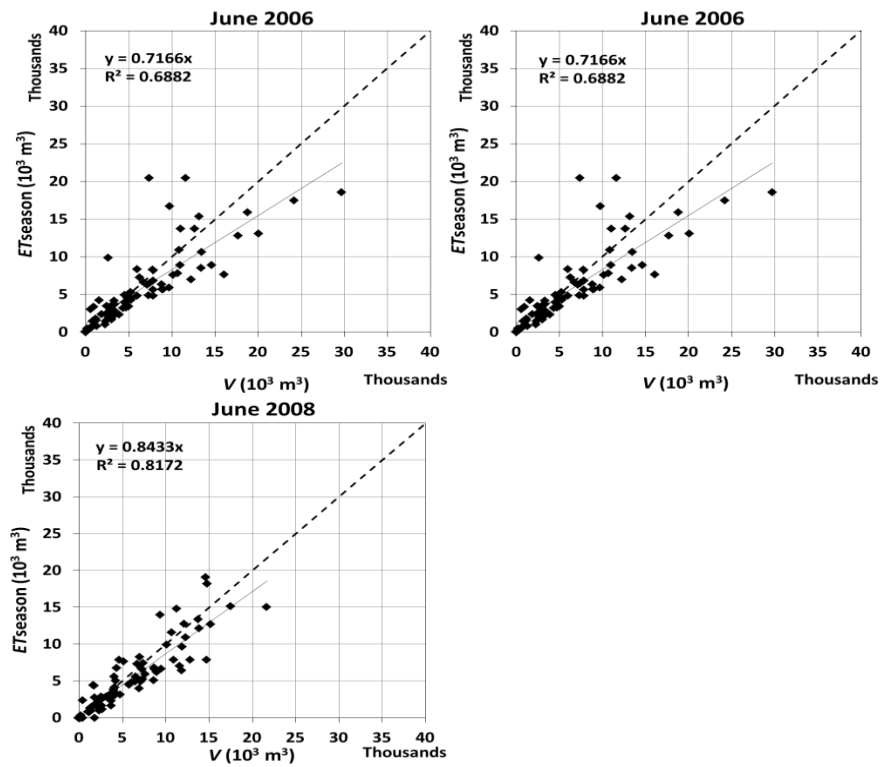 June 2006
y = 0.7166x
R² = 0.6882
Thousands
ETseason (10³ m³)
40
35
30
25
20
15
10
5
0
0 5 10 15 20 25 30 35 40
V (10³ m³)
Thousands
June 2006
y = 0.7166x
R² = 0.6882
Thousands
ETseason (10³ m³)
40
35
30
25
20
15
10
5
0
0 5 10 15 20 25 30 35 40
V (10³ m³)
Thousands
June 2008
y = 0.8433x
R² = 0.8172
Thousands
ETseason (10³ m³)
40
35
30
25
20
15
10
5
0
0 5 10 15 20 25 30 35 40
V (10³ m³)
Thousands